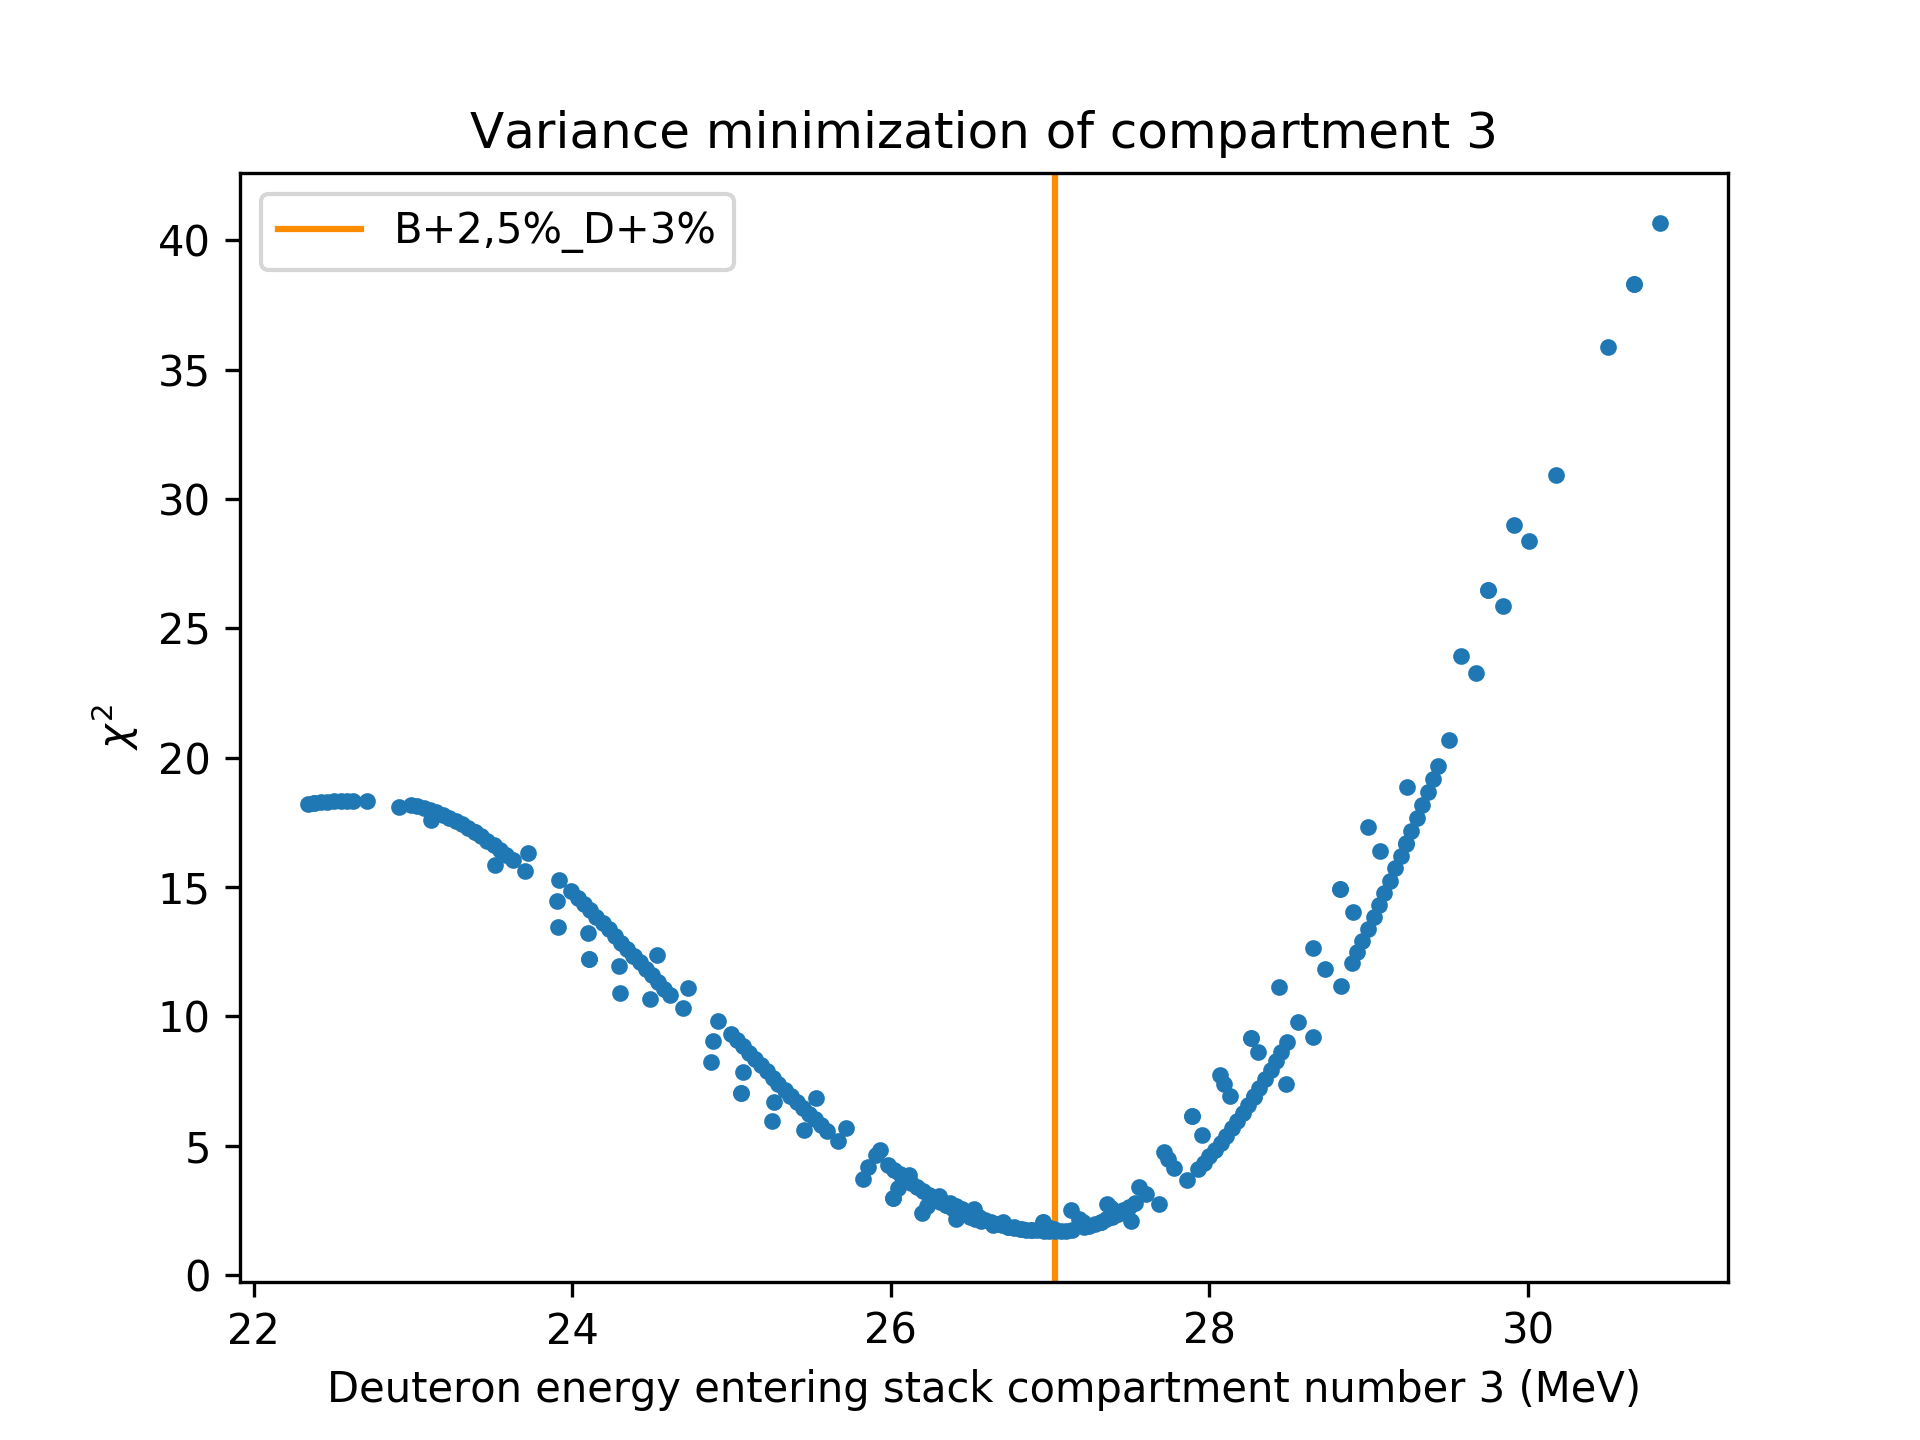 Variance minimization of compartment 3
B+2,5%_D+3%
40
35
30
25
20
15
10
5
0
χ²
22 24 26 28 30
Deuteron energy entering stack compartment number 3 (MeV)